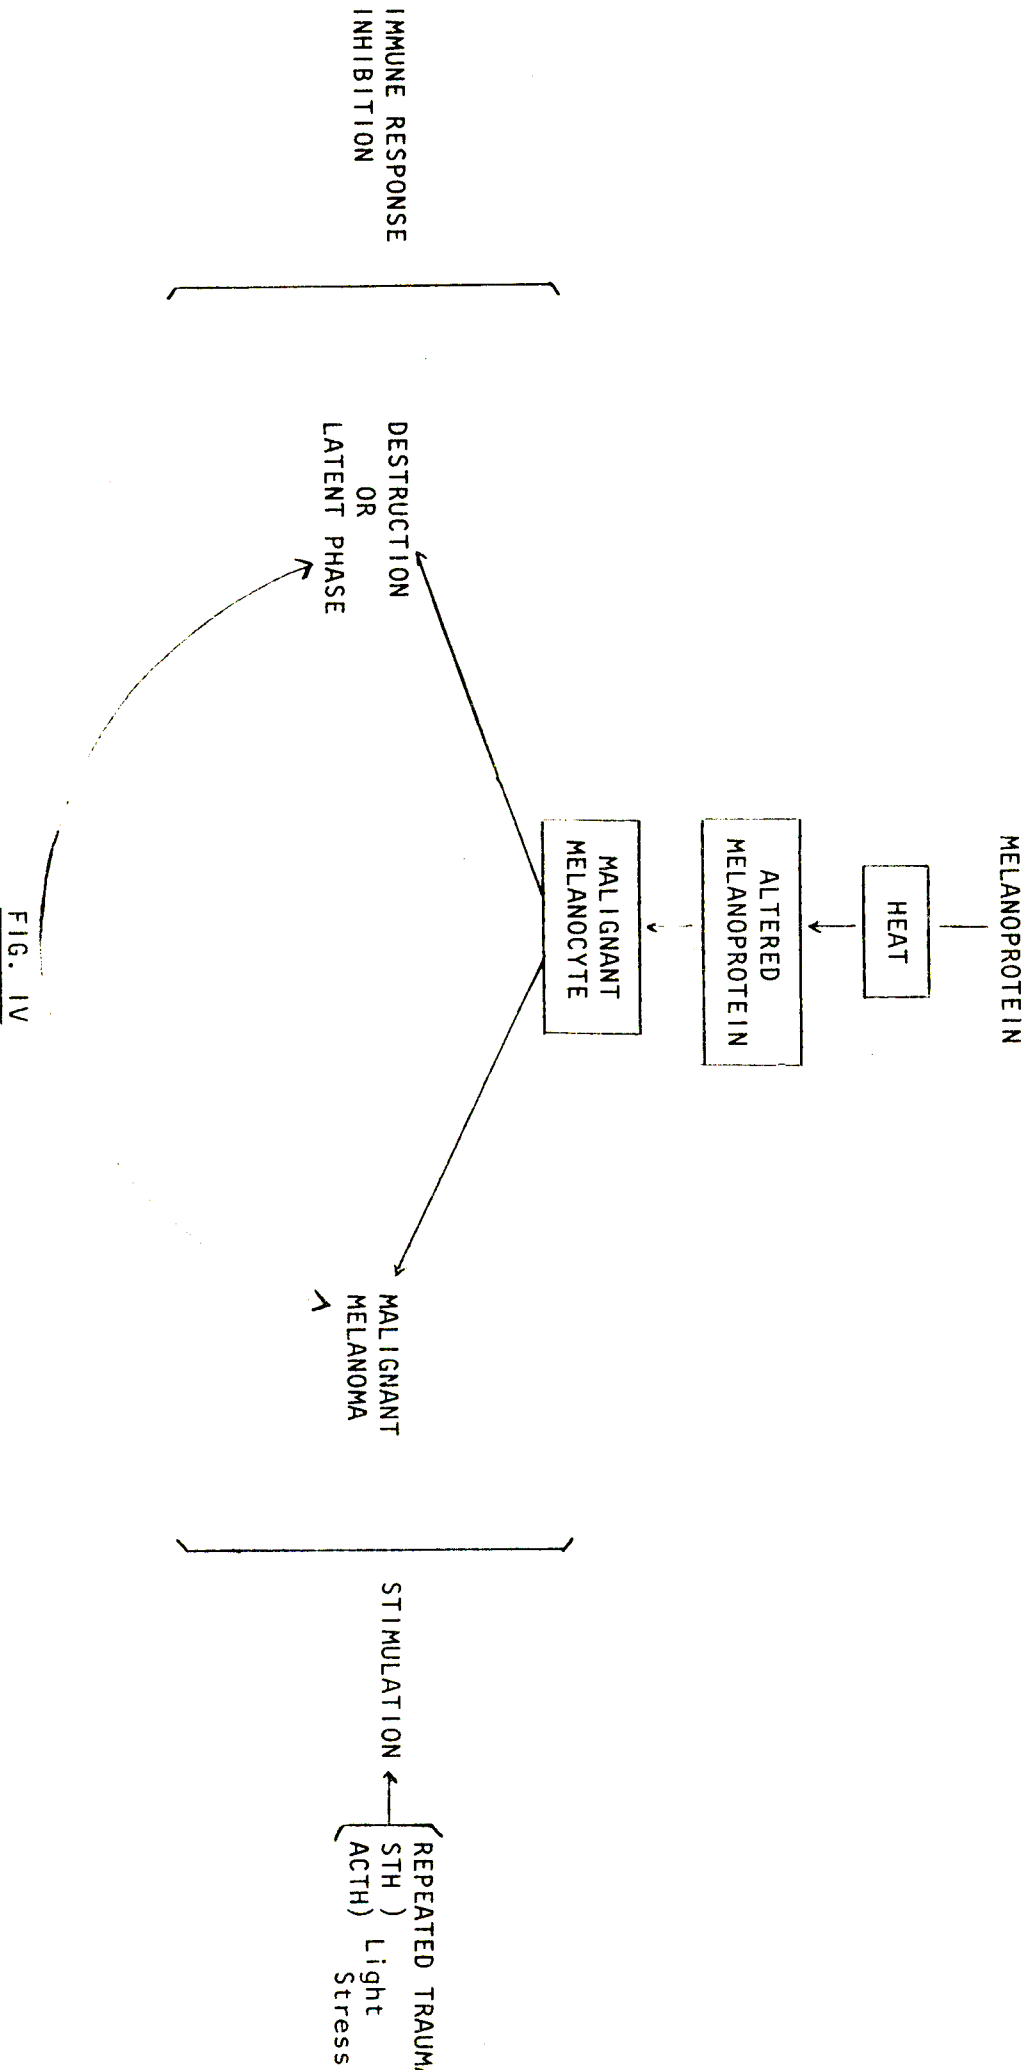 MELANOPROTEIN
HEAT
ALTERED
MELANOPROTEIN
MALIGNANT
MELANOCYTE
IMMUNE RESPONSE
INHIBITION
DESTRUCTION
OR
LATENT PHASE
MALIGNANT
MELANOMA
STIMULATION
REPEATED TRAUMA
STH )
ACTH) Light
Stress
FIG. IV